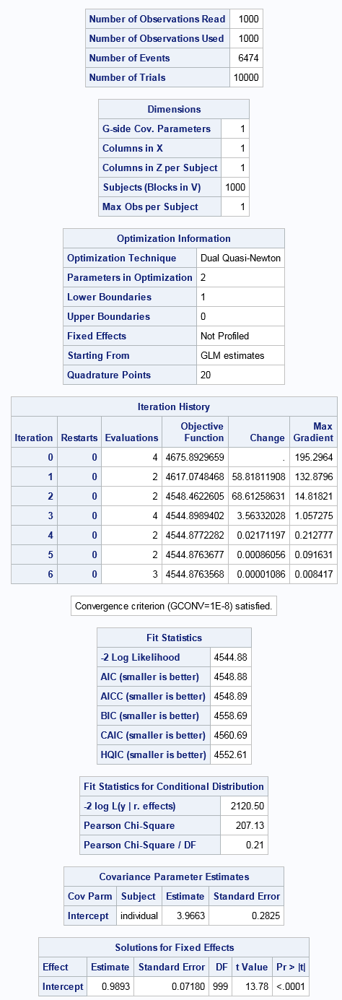 Number of Observations Read 1000
Number of Observations Used 1000
Number of Events 6474
Number of Trials 10000
Dimensions
G-side Cov. Parameters 1
Columns in X 1
Columns in Z per Subject 1
Subjects (Blocks in V) 1000
Max Obs per Subject 1
Optimization Information
Optimization Technique Dual Quasi-Newton
Parameters in Optimization 2
Lower Boundaries 1
Upper Boundaries 0
Fixed Effects Not Profiled
Starting From GLM estimates
Quadrature Points 20
Iteration History
Objective Max
Iteration Restarts Evaluations Function Change Gradient
0 0 4 4675.8929659 . 195.2964
1 0 2 4617.0748468 58.81811908 132.8796
2 0 2 4548.4622605 68.61258631 14.81821
3 0 4 4544.8989402 3.56332028 1.057275
4 0 2 4544.8772282 0.02171197 0.212777
5 0 2 4544.8763677 0.00086056 0.091631
6 0 3 4544.8763568 0.00001086 0.008417
Convergence criterion (GCONV=1E-8) satisfied.
Fit Statistics
-2 Log Likelihood 4544.88
AIC (smaller is better) 4548.88
AICC (smaller is better) 4548.89
BIC (smaller is better) 4558.69
CAIC (smaller is better) 4560.69
HQIC (smaller is better) 4552.61
Fit Statistics for Conditional Distribution
-2 log L(y | r. effects) 2120.50
Pearson Chi-Square 207.13
Pearson Chi-Square / DF 0.21
Covariance Parameter Estimates
Cov Parm Subject Estimate Standard Error
Intercept individual 3.9663 0.2825
Solutions for Fixed Effects
Effect Estimate Standard Error DF t Value Pr > |t|
Intercept 0.9893 0.07180 999 13.78 <.0001